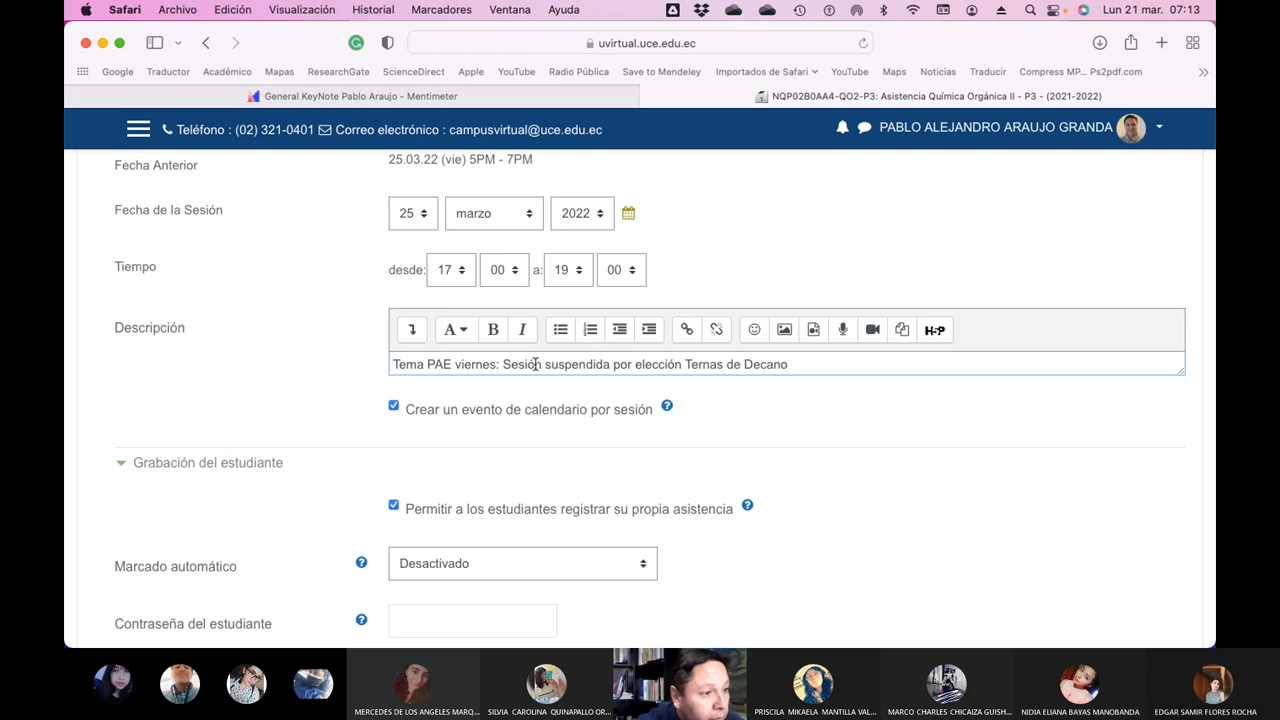 Safari Archivo Edición Visualización Historial Marcadores Ventana Ayuda Lun 21 mar. 07:13
uvirtual.uce.edu.ec
Google Traductor Académico Mapas ResearchGate ScienceDirect Apple YouTube Radio Pública Save to Mendeley Importados de Safari YouTube Maps Noticias Traducir Compress MP... Ps2pdf.com
General KeyNote Pablo Araujo - Mentimeter NQP02B0AA4-QO2-P3: Asistencia Química Orgánica II - P3 - (2021-2022)
Teléfono : (02) 321-0401 Correo electrónico : campusvirtual@uce.edu.ec PABLO ALEJANDRO ARAUJO GRANDA
Fecha Anterior 25.03.22 (vie) 5PM - 7PM
Fecha de la Sesión 25 marzo 2022
Tiempo desde: 17 00 a: 19 00
Descripción A B I H-P
Tema PAE viernes: Sesión suspendida por elección Ternas de Decano
Crear un evento de calendario por sesión ?
Grabación del estudiante
Permitir a los estudiantes registrar su propia asistencia ?
Marcado automático ? Desactivado
Contraseña del estudiante ?
MERCEDES DE LOS ANGELES MARQ... SILVIA CAROLINA QUINAPALLO OR... PRISCILA MIKAELA MANTILLA VAL... MARCO CHARLES CHICAIZA GUISH... NIDIA ELIANA BAYAS MANOBANDA EDGAR SAMIR FLORES ROCHA